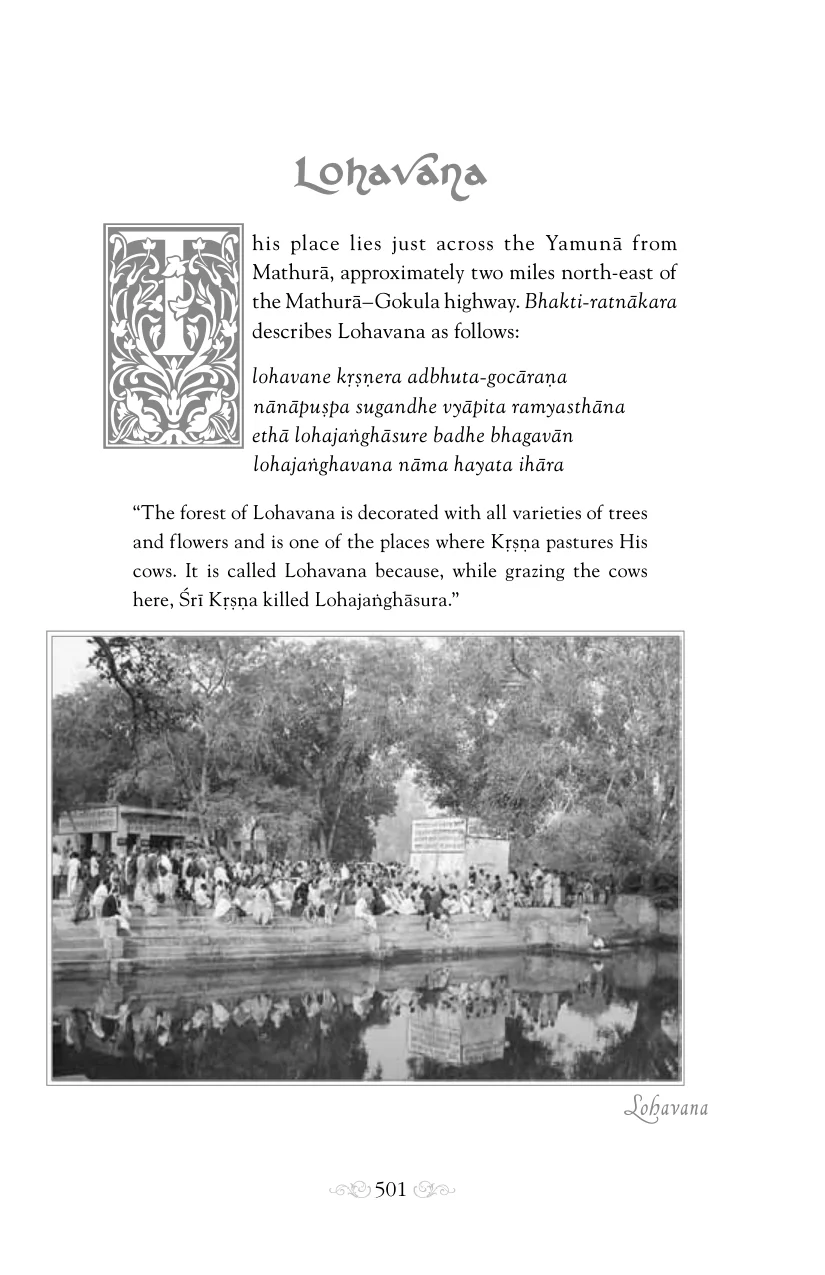 Lohavana
This place lies just across the Yamunā from
Mathurā, approximately two miles north-east of
the Mathurā–Gokula highway. Bhakti-ratnākara
describes Lohavana as follows:
lohavane kṛṣṇera adbhuta-gocāraṇa
nānāpuṣpa sugandhe vyāpita ramyasthāna
ethā lohajaṅghāsure badhe bhagavān
lohajaṅghavana nāma hayata ihāra
“The forest of Lohavana is decorated with all varieties of trees
and flowers and is one of the places where Kṛṣṇa pastures His
cows. It is called Lohavana because, while grazing the cows
here, Śrī Kṛṣṇa killed Lohajaṅghāsura.”
Lohavana
501